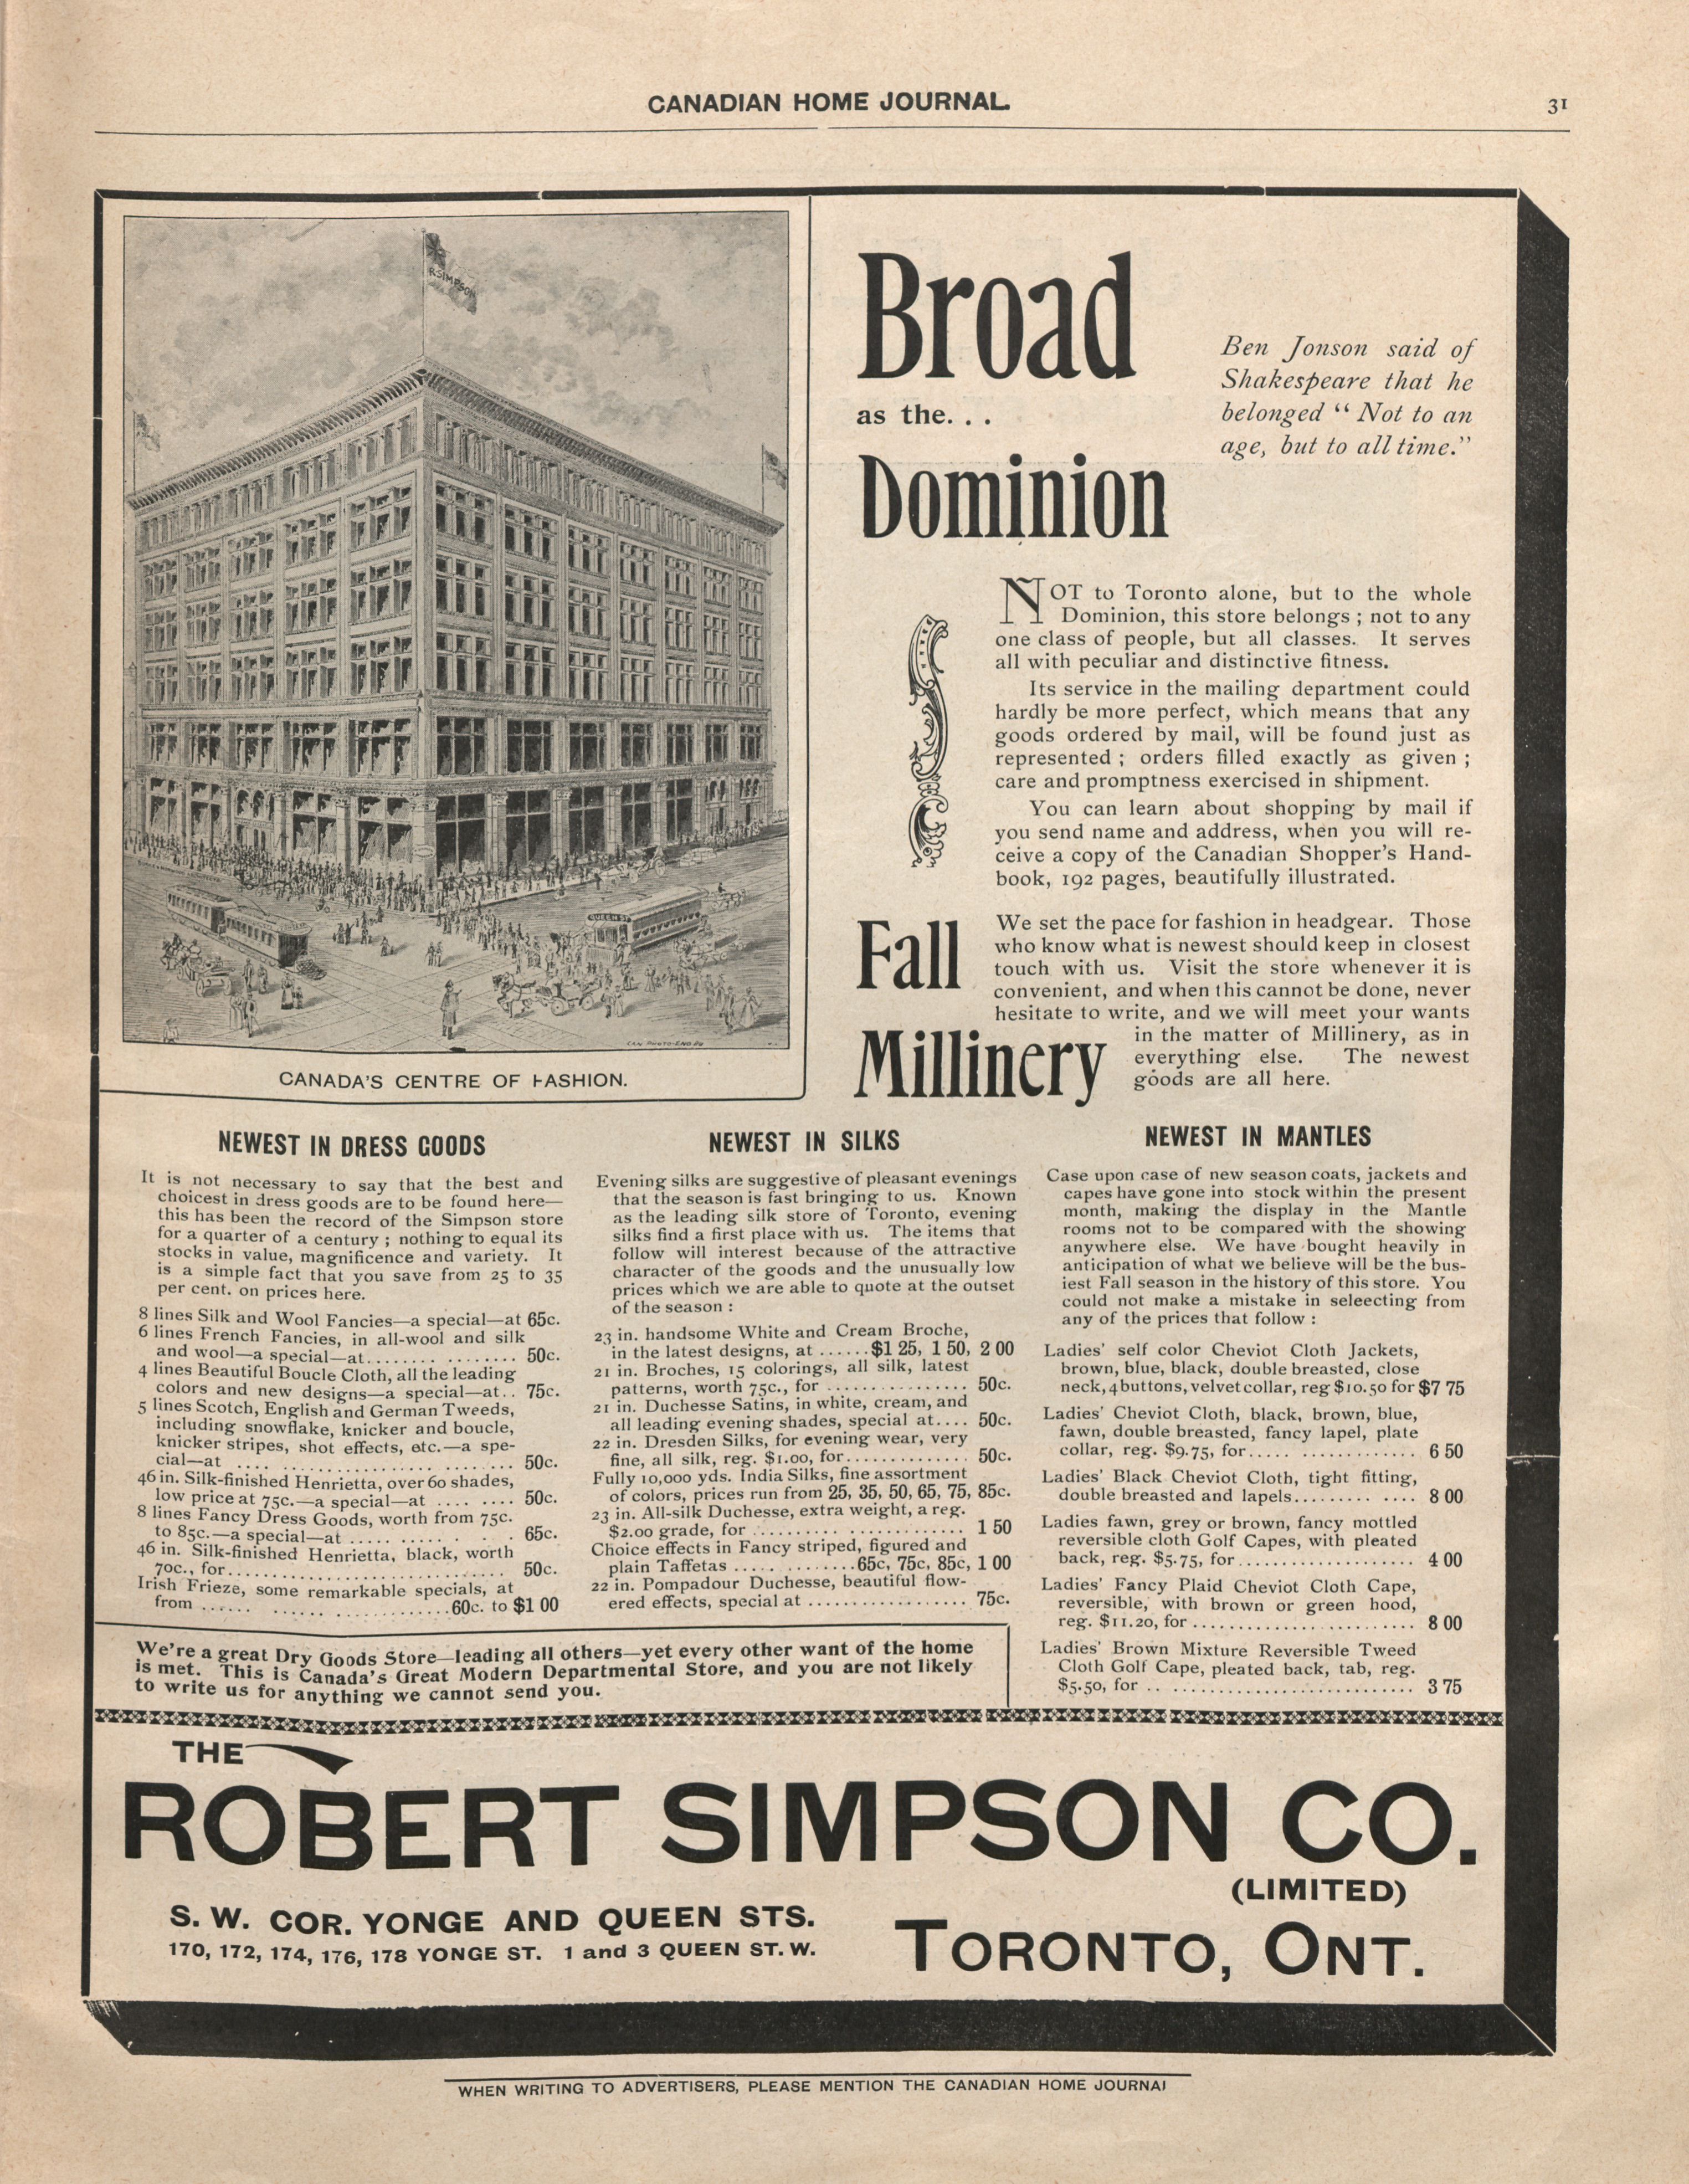 CANADIAN HOME JOURNAL.
31
R SIMPSON
QUEEN ST
CAN PHOTO-ENG
CANADA'S CENTRE OF FASHION.
Broad
as the. . .
Dominion
Ben Jonson said of
Shakespeare that he
belonged “ Not to an
age, but to all time.”
NOT to Toronto alone, but to the whole
Dominion, this store belongs ; not to any
one class of people, but all classes. It serves
all with peculiar and distinctive fitness.
Its service in the mailing department could
hardly be more perfect, which means that any
goods ordered by mail, will be found just as
represented ; orders filled exactly as given ;
care and promptness exercised in shipment.
You can learn about shopping by mail if
you send name and address, when you will re-
ceive a copy of the Canadian Shopper's Hand-
book, 192 pages, beautifully illustrated.
Fall
Millinery
We set the pace for fashion in headgear. Those
who know what is newest should keep in closest
touch with us. Visit the store whenever it is
convenient, and when this cannot be done, never
hesitate to write, and we will meet your wants
in the matter of Millinery, as in
everything else. The newest
goods are all here.
NEWEST IN DRESS GOODS
It is not necessary to say that the best and
choicest in dress goods are to be found here—
this has been the record of the Simpson store
for a quarter of a century ; nothing to equal its
stocks in value, magnificence and variety. It
is a simple fact that you save from 25 to 35
per cent. on prices here.
8 lines Silk and Wool Fancies—a special—at 65c.
6 lines French Fancies, in all-wool and silk
and wool—a special—at........ ........ 50c.
4 lines Beautiful Boucle Cloth, all the leading
colors and new designs—a special—at.. 75c.
5 lines Scotch, English and German Tweeds,
including snowflake, knicker and boucle,
knicker stripes, shot effects, etc.—a spe-
cial—at .... ................ ........ 50c.
46 in. Silk-finished Henrietta, over 60 shades,
low price at 75c.—a special—at .... .... 50c.
8 lines Fancy Dress Goods, worth from 75c.
to 85c.—a special—at ..... ...... . . 65c.
46 in. Silk-finished Henrietta, black, worth
70c., for................................ 50c.
Irish Frieze, some remarkable specials, at
from ...... ...... ..............60c. to $1 00
NEWEST IN SILKS
Evening silks are suggestive of pleasant evenings
that the season is fast bringing to us. Known
as the leading silk store of Toronto, evening
silks find a first place with us. The items that
follow will interest because of the attractive
character of the goods and the unusually low
prices which we are able to quote at the outset
of the season :
23 in. handsome White and Cream Broche,
in the latest designs, at ......$1 25, 1 50, 2 00
21 in. Broches, 15 colorings, all silk, latest
patterns, worth 75c., for ................ 50c.
21 in. Duchesse Satins, in white, cream, and
all leading evening shades, special at.... 50c.
22 in. Dresden Silks, for evening wear, very
fine, all silk, reg. $1.00, for.............. 50c.
Fully 10,000 yds. India Silks, fine assortment
of colors, prices run from 25, 35, 50, 65, 75, 85c.
23 in. All-silk Duchesse, extra weight, a reg.
$2.00 grade, for .......... ............ 1 50
Choice effects in Fancy striped, figured and
plain Taffetas ..... ........65c, 75c, 85c, 1 00
22 in. Pompadour Duchesse, beautiful flow-
ered effects, special at .................. 75c.
NEWEST IN MANTLES
Case upon case of new season coats, jackets and
capes have gone into stock within the present
month, making the display in the Mantle
rooms not to be compared with the showing
anywhere else. We have bought heavily in
anticipation of what we believe will be the bus-
iest Fall season in the history of this store. You
could not make a mistake in seleecting from
any of the prices that follow :
Ladies' self color Cheviot Cloth Jackets,
brown, blue, black, double breasted, close
neck, 4 buttons, velvet collar, reg $10.50 for $7 75
Ladies' Cheviot Cloth, black, brown, blue,
fawn, double breasted, fancy lapel, plate
collar, reg. $9.75, for..... .............. 6 50
Ladies' Black Cheviot Cloth, tight fitting,
double breasted and lapels......... .... 8 00
Ladies fawn, grey or brown, fancy mottled
reversible cloth Golf Capes, with pleated
back, reg. $5.75, for.................... 4 00
Ladies' Fancy Plaid Cheviot Cloth Cape,
reversible, with brown or green hood,
reg. $11.20, for ......................... 8 00
Ladies' Brown Mixture Reversible Tweed
Cloth Golf Cape, pleated back, tab, reg.
$5.50, for .. ........................... 3 75
We're a great Dry Goods Store—leading all others—yet every other want of the home
is met. This is Canada's Great Modern Departmental Store, and you are not likely
to write us for anything we cannot send you.
THE
ROBERT SIMPSON CO.
(LIMITED)
S. W. COR. YONGE AND QUEEN STS.
170, 172, 174, 176, 178 YONGE ST. 1 and 3 QUEEN ST. W.
TORONTO, ONT.
WHEN WRITING TO ADVERTISERS, PLEASE MENTION THE CANADIAN HOME JOURNAL